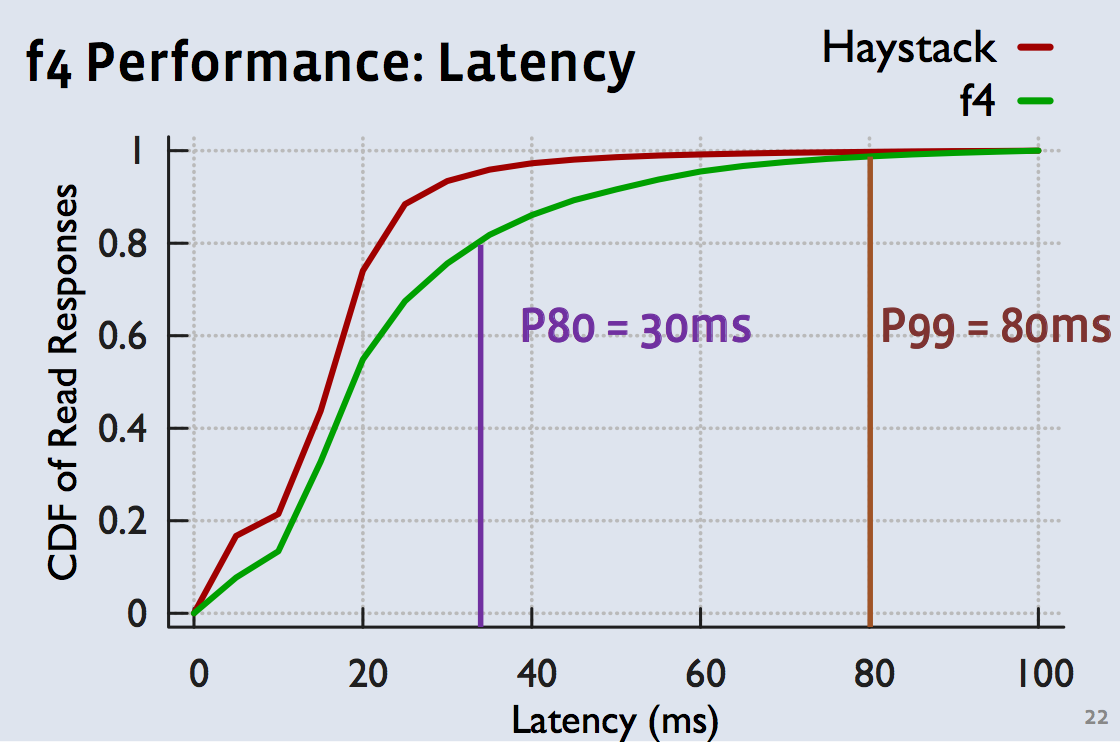 f4 Performance: Latency
Haystack
f4
CDF of Read Responses
1
0.8
0.6
0.4
0.2
0
P80 = 30ms
P99 = 80ms
0 20 40 60 80 100
Latency (ms)
22